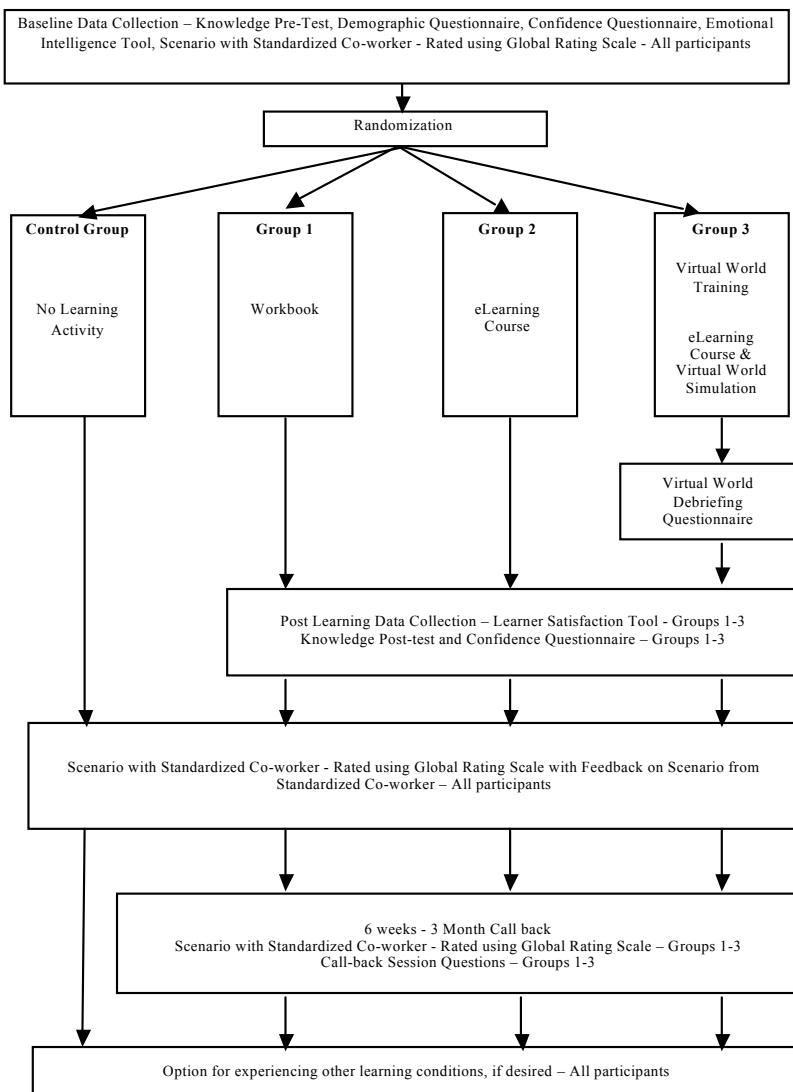 Baseline Data Collection – Knowledge Pre-Test, Demographic Questionnaire, Confidence Questionnaire, Emotional
Intelligence Tool, Scenario with Standardized Co-worker - Rated using Global Rating Scale - All participants
Randomization
Control Group
No Learning
Activity
Group 1
Workbook
Group 2
eLearning
Course
Group 3
Virtual World
Training
eLearning
Course &
Virtual World
Simulation
Virtual World
Debriefing
Questionnaire
Post Learning Data Collection – Learner Satisfaction Tool - Groups 1-3
Knowledge Post-test and Confidence Questionnaire – Groups 1-3
Scenario with Standardized Co-worker - Rated using Global Rating Scale with Feedback on Scenario from
Standardized Co-worker – All participants
6 weeks - 3 Month Call back
Scenario with Standardized Co-worker - Rated using Global Rating Scale – Groups 1-3
Call-back Session Questions – Groups 1-3
Option for experiencing other learning conditions, if desired – All participants